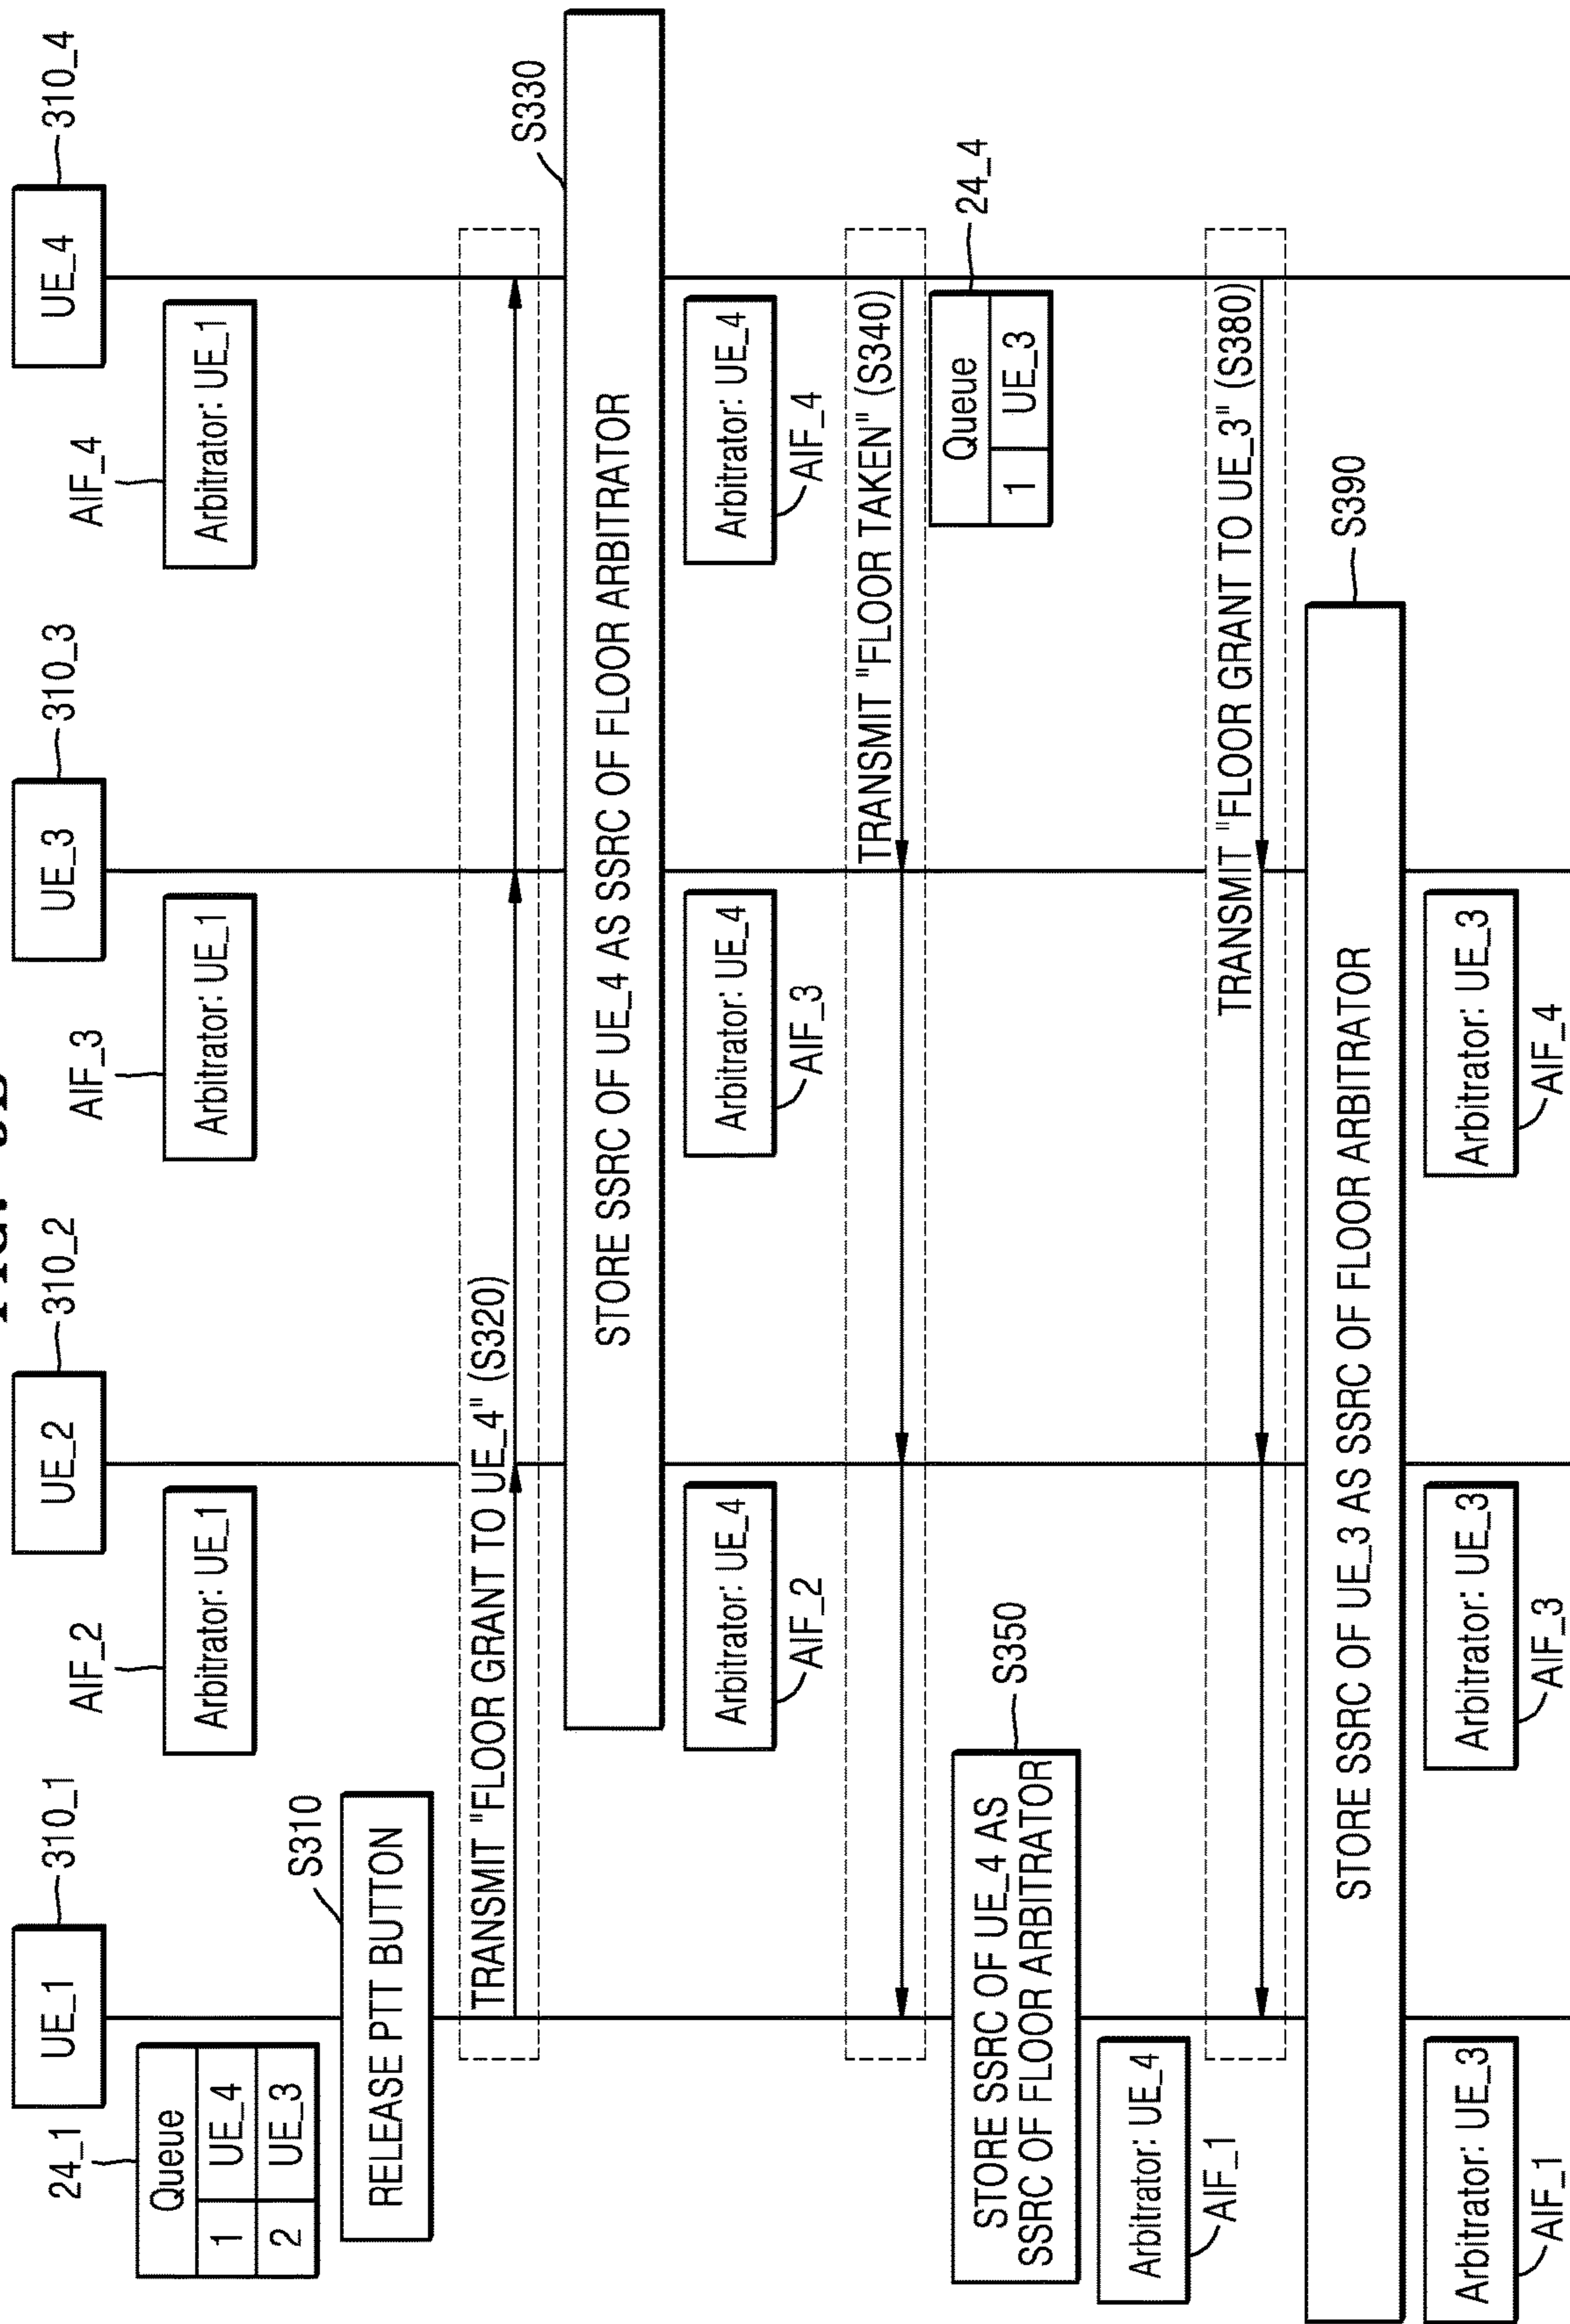 310_1
310_2
310_3
310_4
UE_1
UE_2
UE_3
UE_4
24_1
AIF_2
AIF_3
AIF_4
Queue
1 UE_4
2 UE_3
Arbitrator: UE_1
Arbitrator: UE_1
Arbitrator: UE_1
S310
RELEASE PTT BUTTON
TRANSMIT "FLOOR GRANT TO UE_4" (S320)
S330
STORE SSRC OF UE_4 AS SSRC OF FLOOR ARBITRATOR
Arbitrator: UE_4
Arbitrator: UE_4
Arbitrator: UE_4
AIF_2
AIF_3
AIF_4
TRANSMIT "FLOOR TAKEN" (S340)
24_4
Queue
1 UE_3
S350
STORE SSRC OF UE_4 AS
SSRC OF FLOOR ARBITRATOR
Arbitrator: UE_4
AIF_1
TRANSMIT "FLOOR GRANT TO UE_3" (S380)
S390
STORE SSRC OF UE_3 AS SSRC OF FLOOR ARBITRATOR
Arbitrator: UE_3
Arbitrator: UE_3
Arbitrator: UE_3
AIF_1
AIF_3
AIF_4